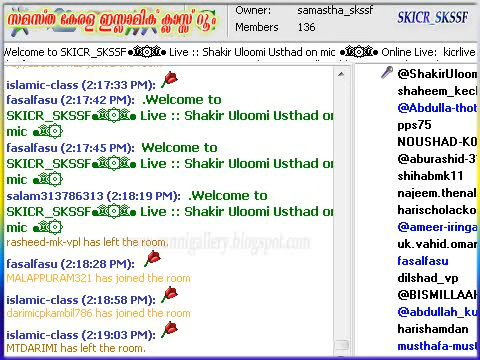 സമസ്ത കേരള ഇസ്ലാമിക് ക്ലാസ്സ് റൂം
Owner: samastha_skssf
Members 136
SKICR_SKSSF
Welcome to SKICR_SKSSF Live :: Shakir Uloomi Usthad on mic Online Live: kicrlive
islamic-class (2:17:33 PM):
fasalfasu (2:17:42 PM): .Welcome to
SKICR_SKSSF Live :: Shakir Uloomi Usthad on
mic
fasalfasu (2:17:45 PM): Welcome to
SKICR_SKSSF Live :: Shakir Uloomi Usthad on
mic
salam313786313 (2:18:19 PM): .Welcome to
SKICR_SKSSF Live :: Shakir Uloomi Usthad on
mic
rasheed-mk-vpl has left the room.
fasalfasu (2:18:28 PM):
MALAPPURAM321 has joined the room
islamic-class (2:18:58 PM):
darimicpkambil786 has joined the room
islamic-class (2:19:03 PM):
MTDARIMI has left the room.
@ShakirUloom
shaheem_kecl
@Abdulla-thot
pps75
NOUSHAD-KO
@aburashid-3
shihabmk11
najeem.thenal
harischolacko
@ameer-iringa
uk.vahid.omar
fasalfasu
dilshad_vp
@BISMILLAAH
@abdullah_ku
harishamdan
musthafa-must